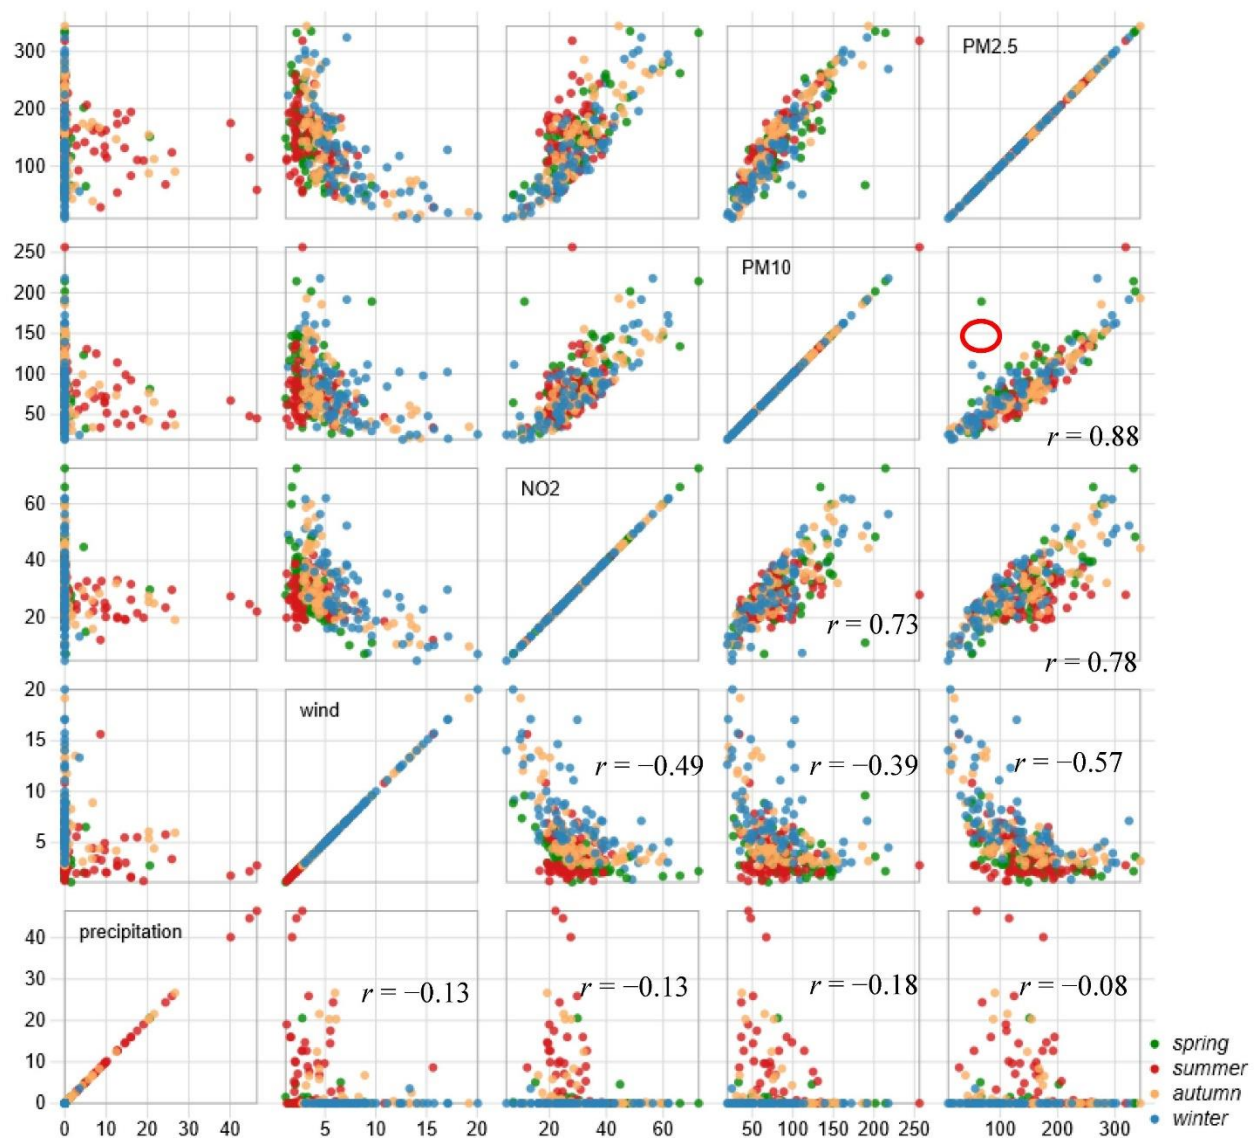 300
200
100
PM2.5
250
200
150
100
50
PM10
r = 0.88
60
40
20
NO2
r = 0.73
r = 0.78
20
15
10
5
wind
r = −0.49
r = −0.39
r = −0.57
40
30
20
10
0
precipitation
r = −0.13
r = −0.13
r = −0.18
r = −0.08
0 10 20 30 40
5 10 15 20
20 40 60
50 100 150 200 250
100 200 300
spring
summer
autumn
winter